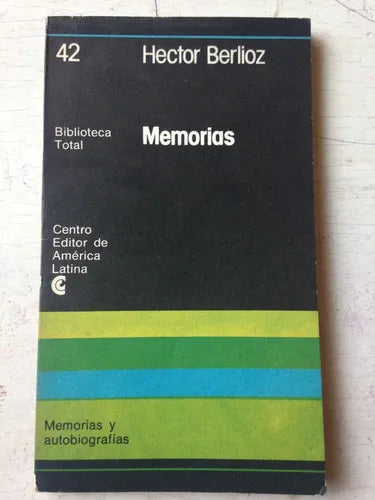 42
Hector Berlioz
Biblioteca
Total
Memorias
Centro
Editor de
América
Latina
Memorias y
autobiografías